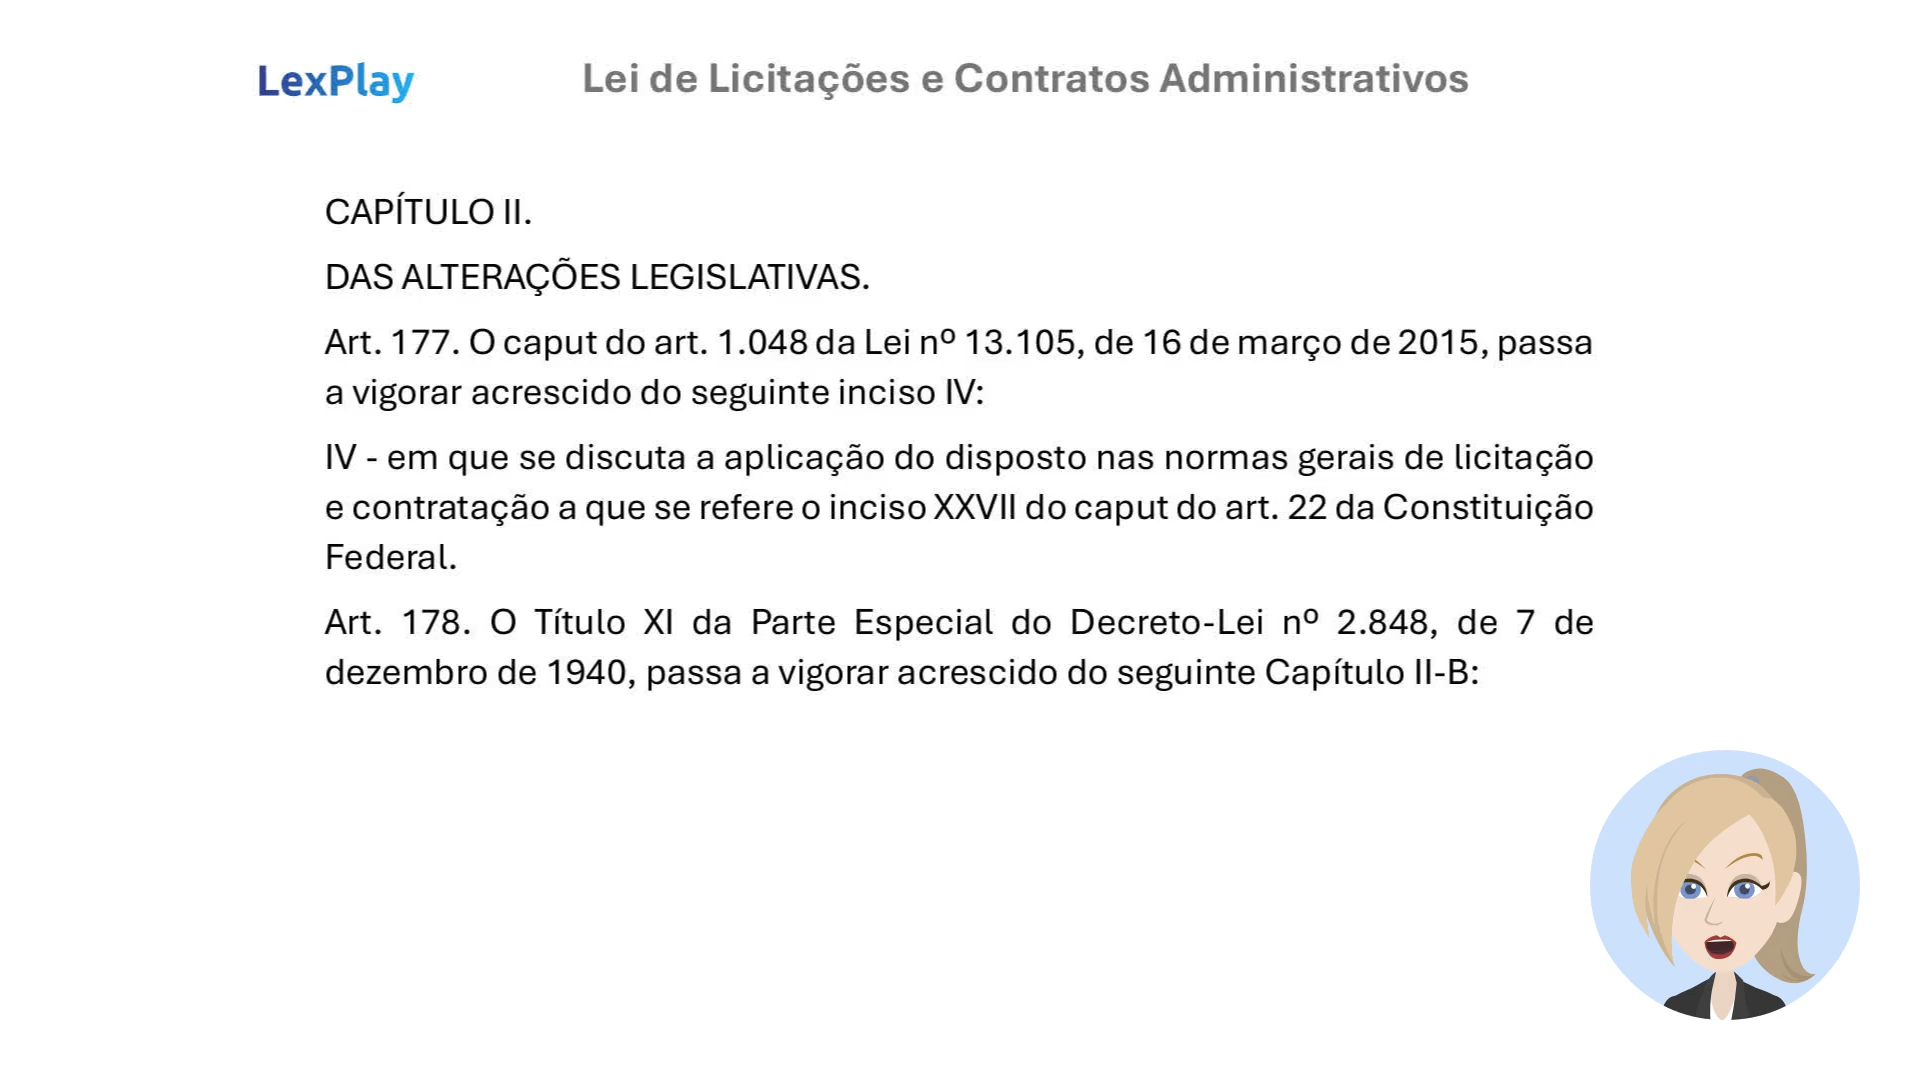 LexPlay
Lei de Licitações e Contratos Administrativos
CAPÍTULO II.
DAS ALTERAÇÕES LEGISLATIVAS.
Art. 177. O caput do art. 1.048 da Lei nº 13.105, de 16 de março de 2015, passa
a vigorar acrescido do seguinte inciso IV:
IV - em que se discuta a aplicação do disposto nas normas gerais de licitação
e contratação a que se refere o inciso XXVII do caput do art. 22 da Constituição
Federal.
Art. 178. O Título XI da Parte Especial do Decreto-Lei nº 2.848, de 7 de
dezembro de 1940, passa a vigorar acrescido do seguinte Capítulo II-B: